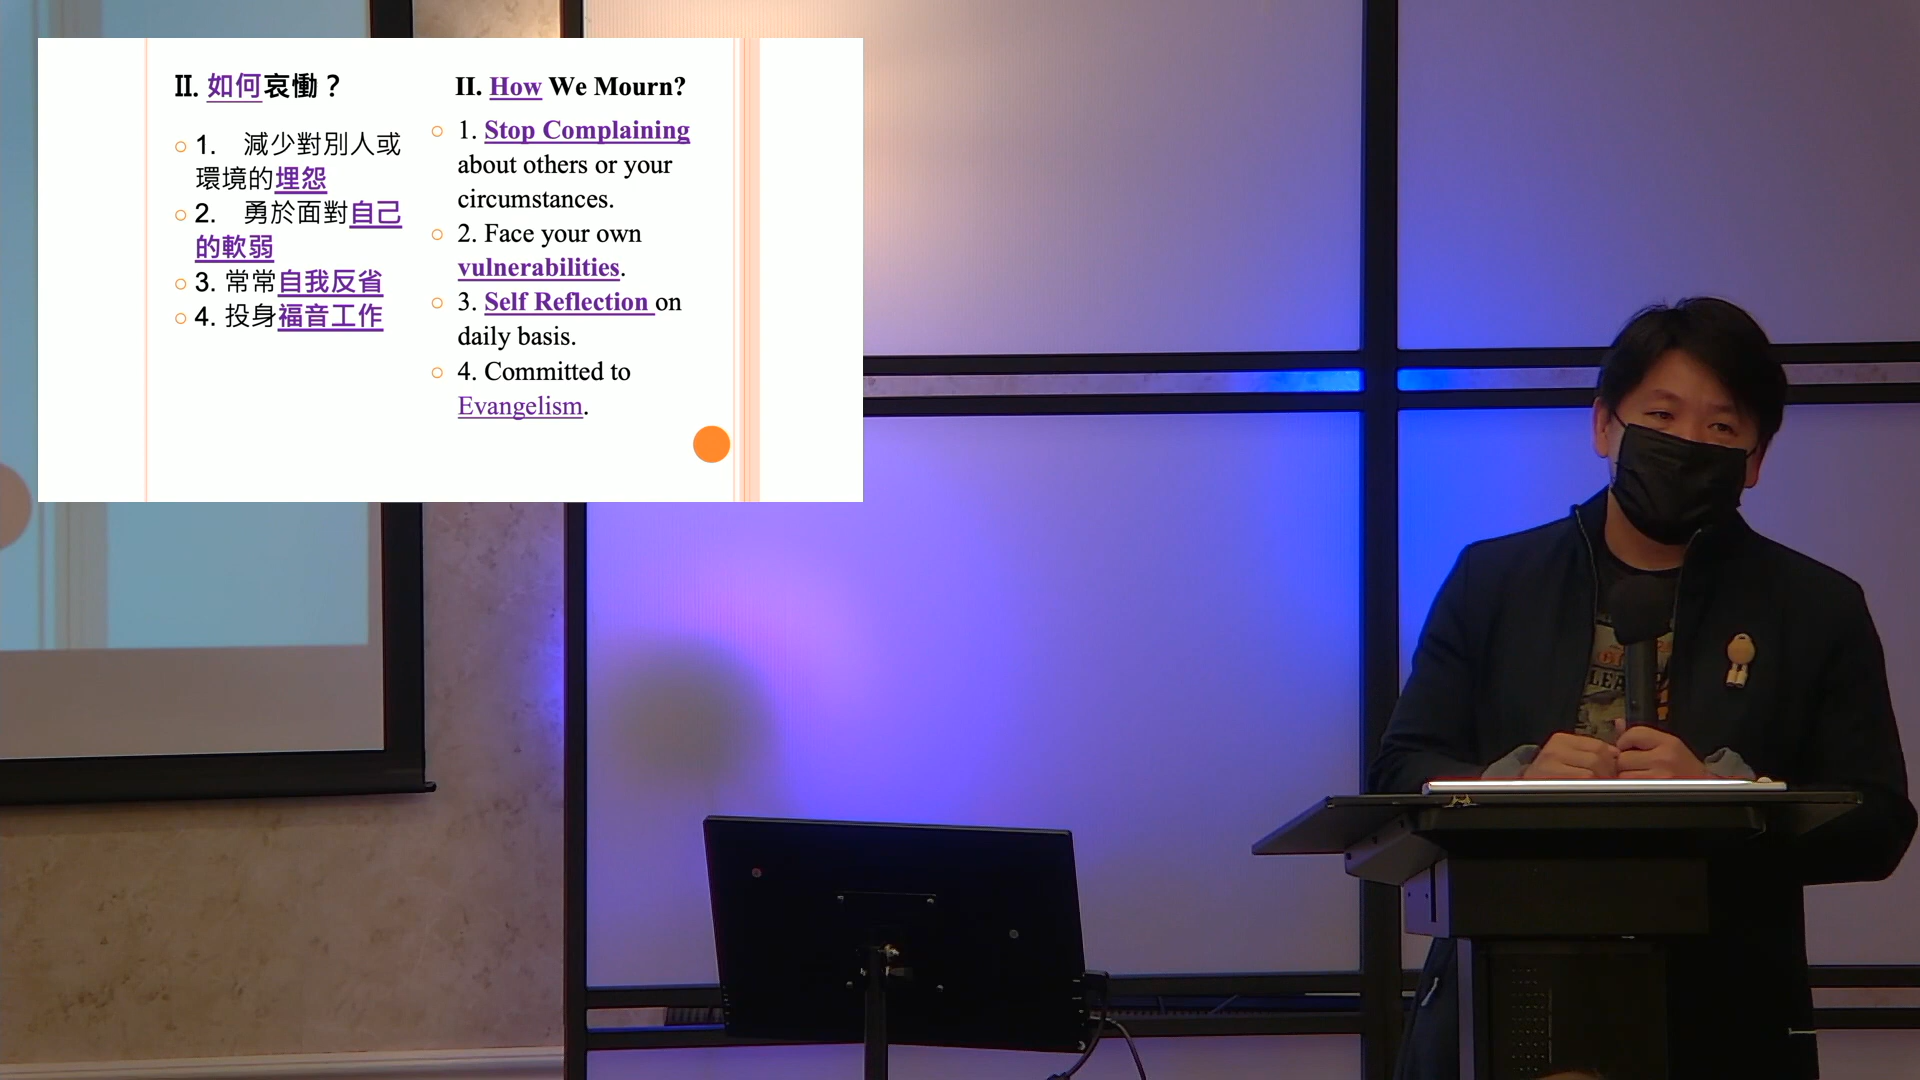 II. 如何哀慟？
1. 減少對別人或
環境的埋怨
2. 勇於面對自己
的軟弱
3. 常常自我反省
4. 投身福音工作
II. How We Mourn?
1. Stop Complaining
about others or your
circumstances.
2. Face your own
vulnerabilities.
3. Self Reflection on
daily basis.
4. Committed to
Evangelism.